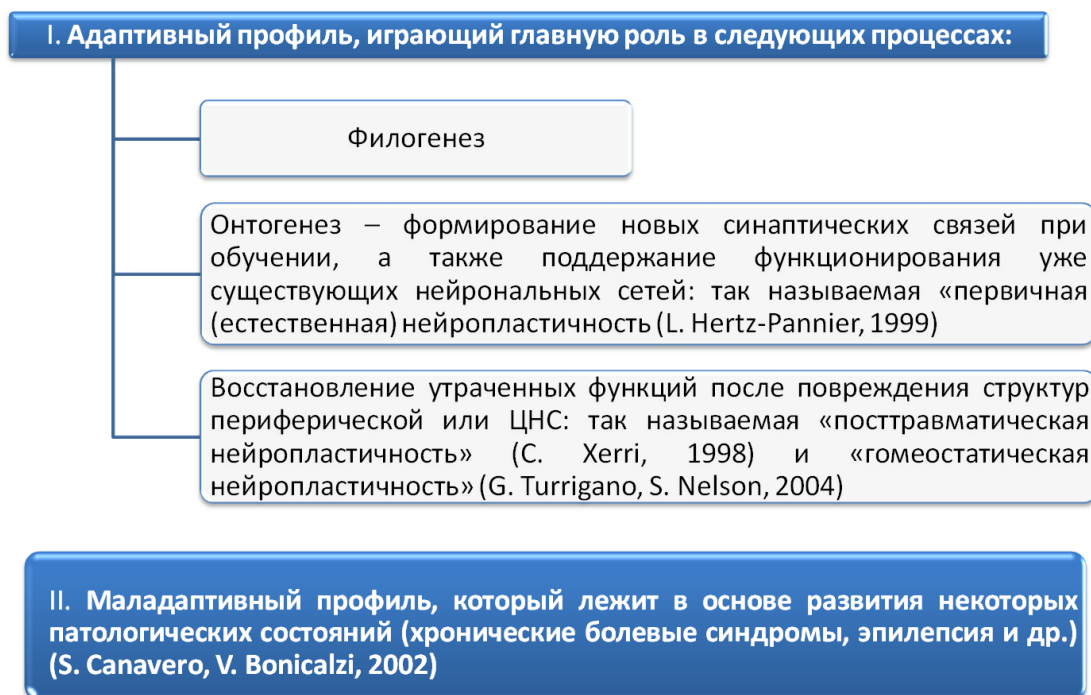 I. Адаптивный профиль, играющий главную роль в следующих процессах:
Филогенез
Онтогенез – формирование новых синаптических связей при
обучении, а также поддержание функционирования уже
существующих нейрональных сетей: так называемая «первичная
(естественная) нейропластичность (L. Hertz-Pannier, 1999)
Восстановление утраченных функций после повреждения структур
периферической или ЦНС: так называемая «посттравматическая
нейропластичность» (C. Xerri, 1998) и «гомеостатическая
нейропластичность» (G. Turrigano, S. Nelson, 2004)
II. Маладаптивный профиль, который лежит в основе развития некоторых
патологических состояний (хронические болевые синдромы, эпилепсия и др.)
(S. Canavero, V. Bonicalzi, 2002)